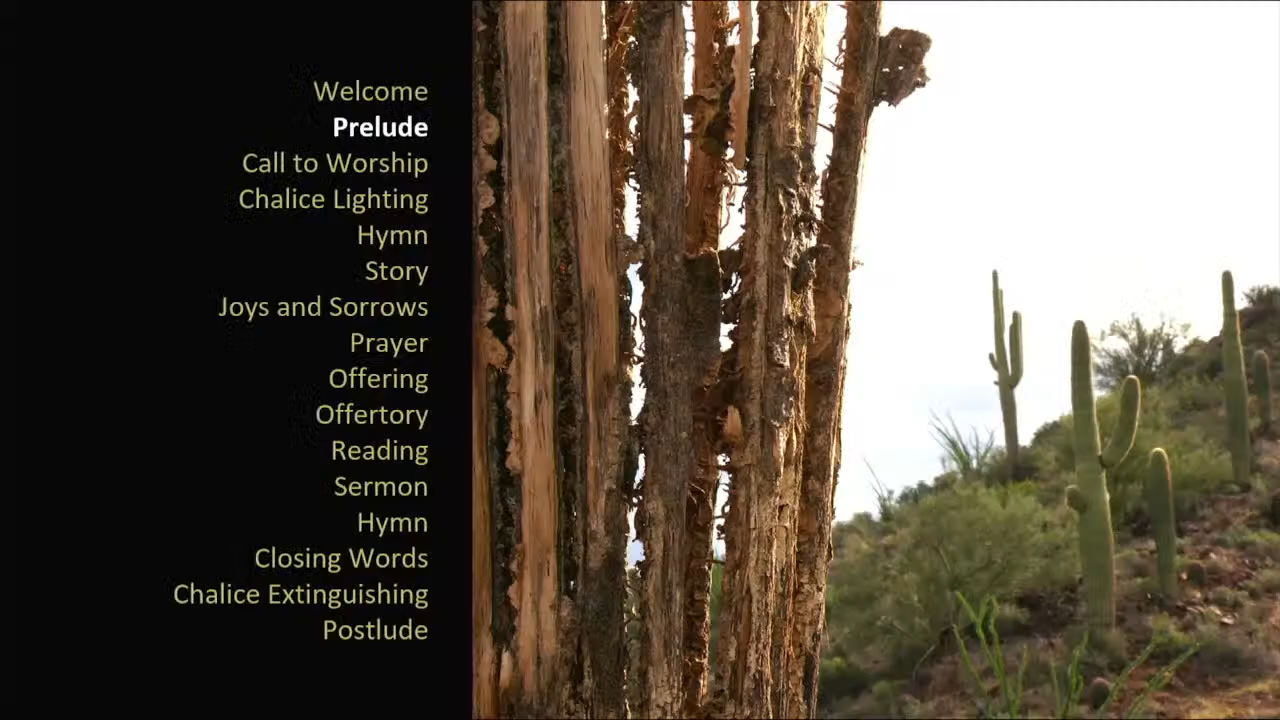 Welcome
Prelude
Call to Worship
Chalice Lighting
Hymn
Story
Joys and Sorrows
Prayer
Offering
Offertory
Reading
Sermon
Hymn
Closing Words
Chalice Extinguishing
Postlude